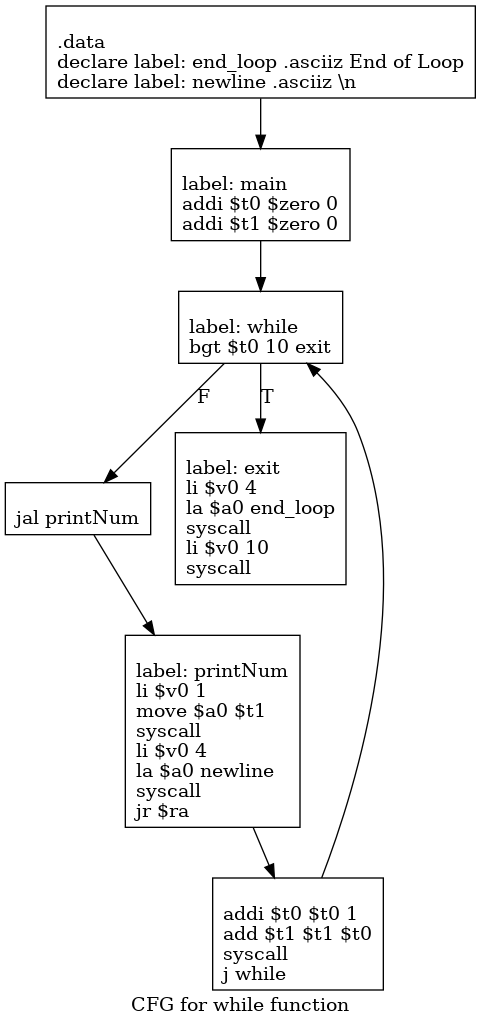 .data
declare label: end_loop .asciiz End of Loop
declare label: newline .asciiz \n
label: main
addi $t0 $zero 0
addi $t1 $zero 0
label: while
bgt $t0 10 exit
F
T
label: exit
li $v0 4
la $a0 end_loop
syscall
li $v0 10
syscall
jal printNum
label: printNum
li $v0 1
move $a0 $t1
syscall
li $v0 4
la $a0 newline
syscall
jr $ra
addi $t0 $t0 1
add $t1 $t1 $t0
syscall
j while
CFG for while function